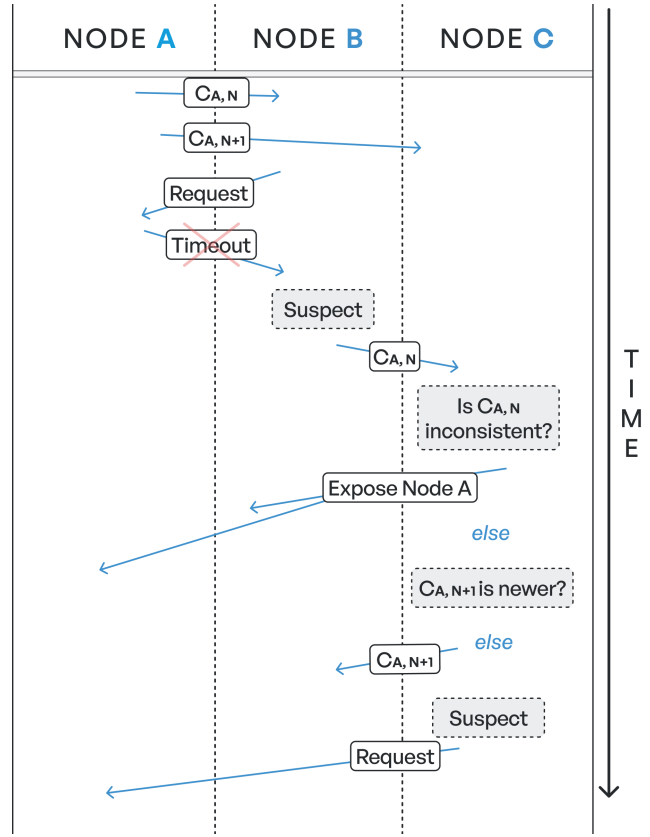 NODE A
NODE B
NODE C
CA, N
CA, N+1
Request
Timeout
Suspect
CA, N
Is CA, N
inconsistent?
Expose Node A
else
CA, N+1 is newer?
else
CA, N+1
Suspect
Request
TIME